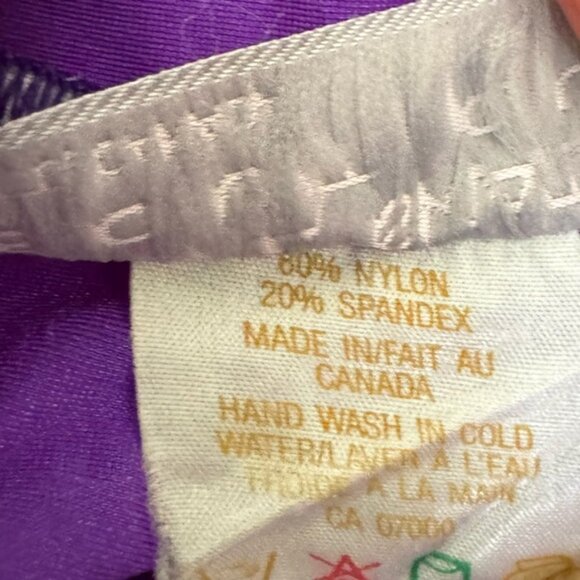 80% NYLON
20% SPANDEX
MADE IN/FAIT AU
CANADA
HAND WASH IN COLD
WATER/LAVER À L'EAU
FROIDE À LA MAIN
CA 07000